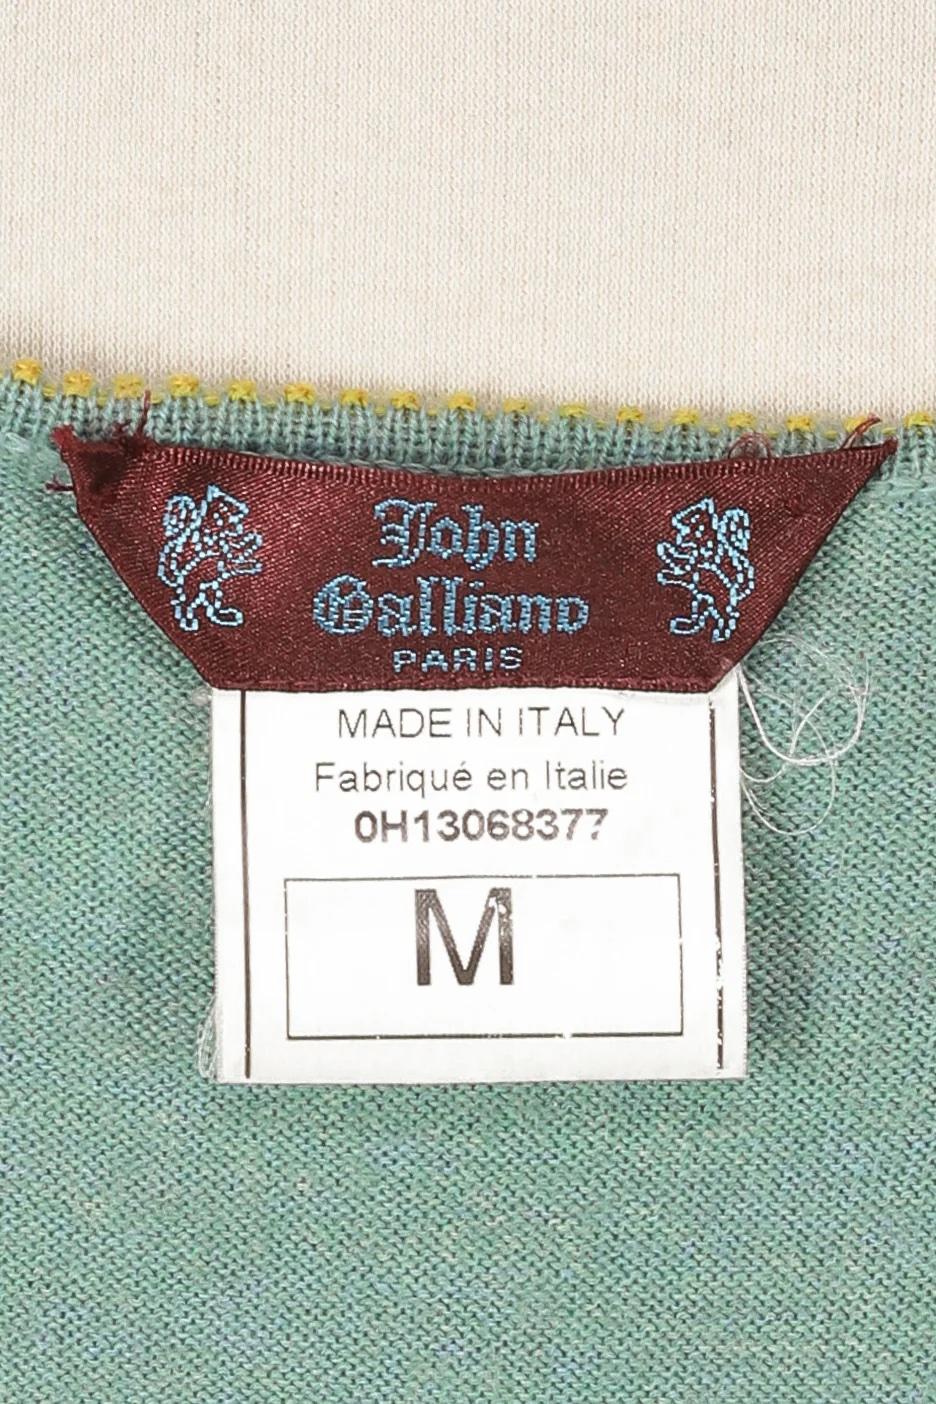 John
Galliano
PARIS
MADE IN ITALY
Fabriqué en Italie
0H13068377
M